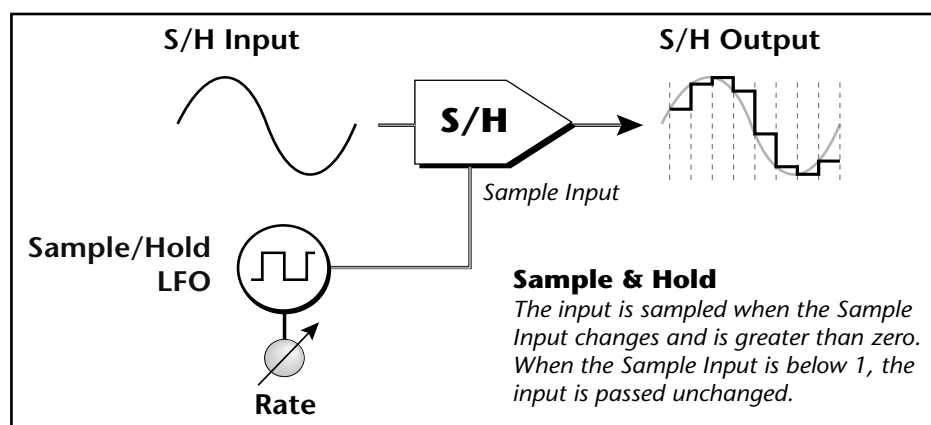 S/H Input
S/H Output
S/H
Sample Input
Sample/Hold
LFO
Rate
Sample & Hold
The input is sampled when the Sample
Input changes and is greater than zero.
When the Sample Input is below 1, the
input is passed unchanged.